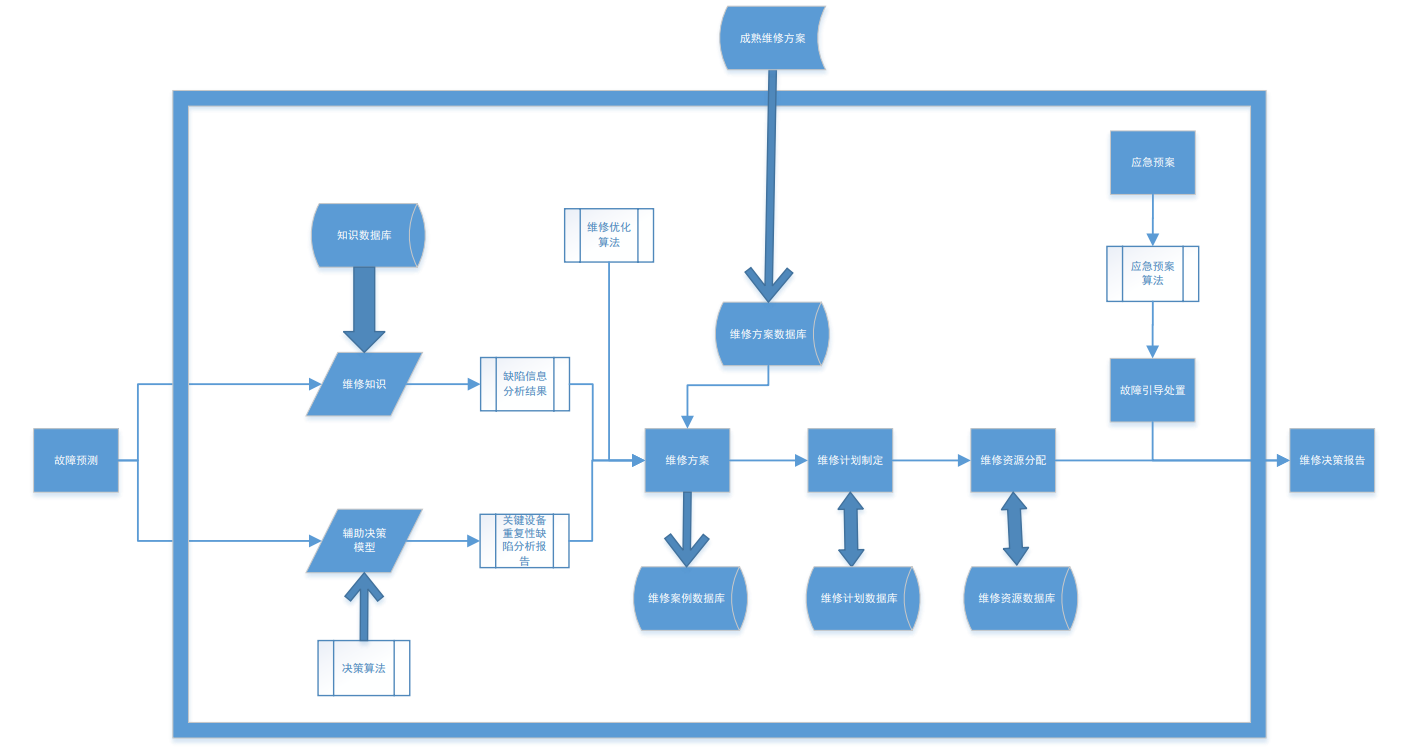 成熟维修方案
应急预案
知识数据库
维修优化
算法
应急预案
算法
维修方案数据库
维修知识
缺陷信息
分析结果
故障引导处置
故障预测
维修方案
维修计划制定
维修资源分配
维修决策报告
辅助决策
模型
关键设备
重复性缺
陷分析报
告
维修案例数据库
维修计划数据库
维修资源数据库
决策算法